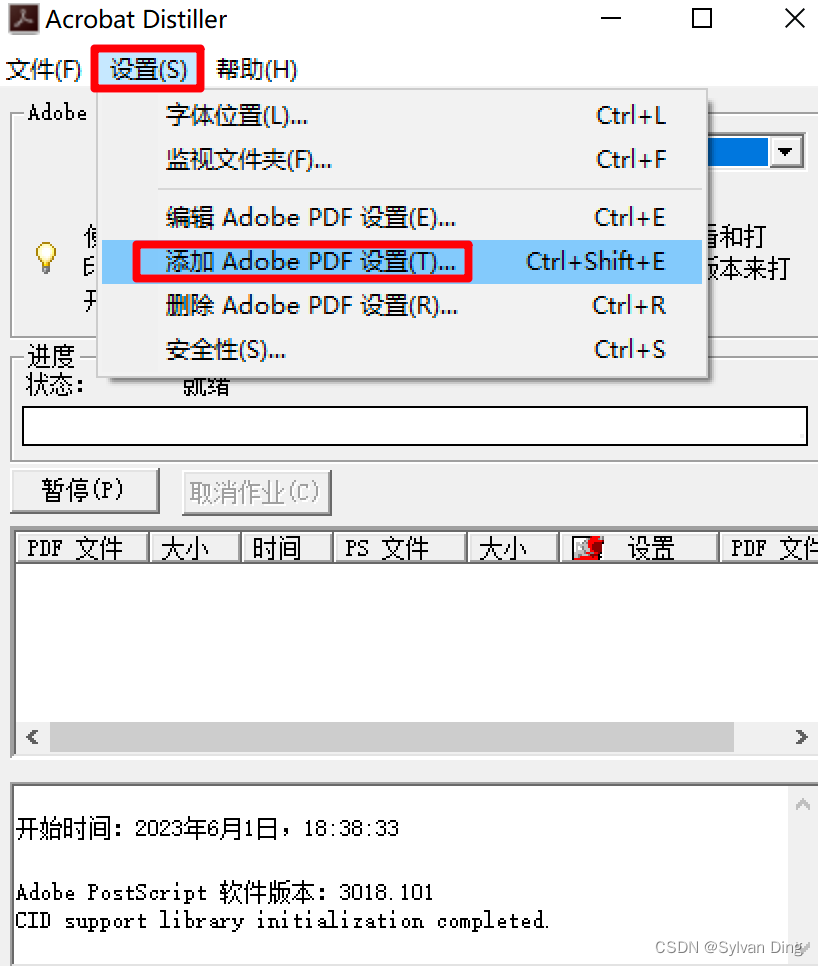 Acrobat Distiller
文件(F) 设置(S) 帮助(H)
Adobe
字体位置(L)... Ctrl+L
监视文件夹(F)... Ctrl+F
编辑 Adobe PDF 设置(E)... Ctrl+E
添加 Adobe PDF 设置(T)... Ctrl+Shift+E
删除 Adobe PDF 设置(R)... Ctrl+R
安全性(S)... Ctrl+S
和打
版本来打
进度
状态: 就绪
暂停(P) 取消作业(C)
PDF 文件 大小 时间 PS 文件 大小 设置 PDF 文件
开始时间: 2023年6月1日, 18:38:33
Adobe PostScript 软件版本: 3018.101
CID support library initialization completed.
CSDN @Sylvan Ding